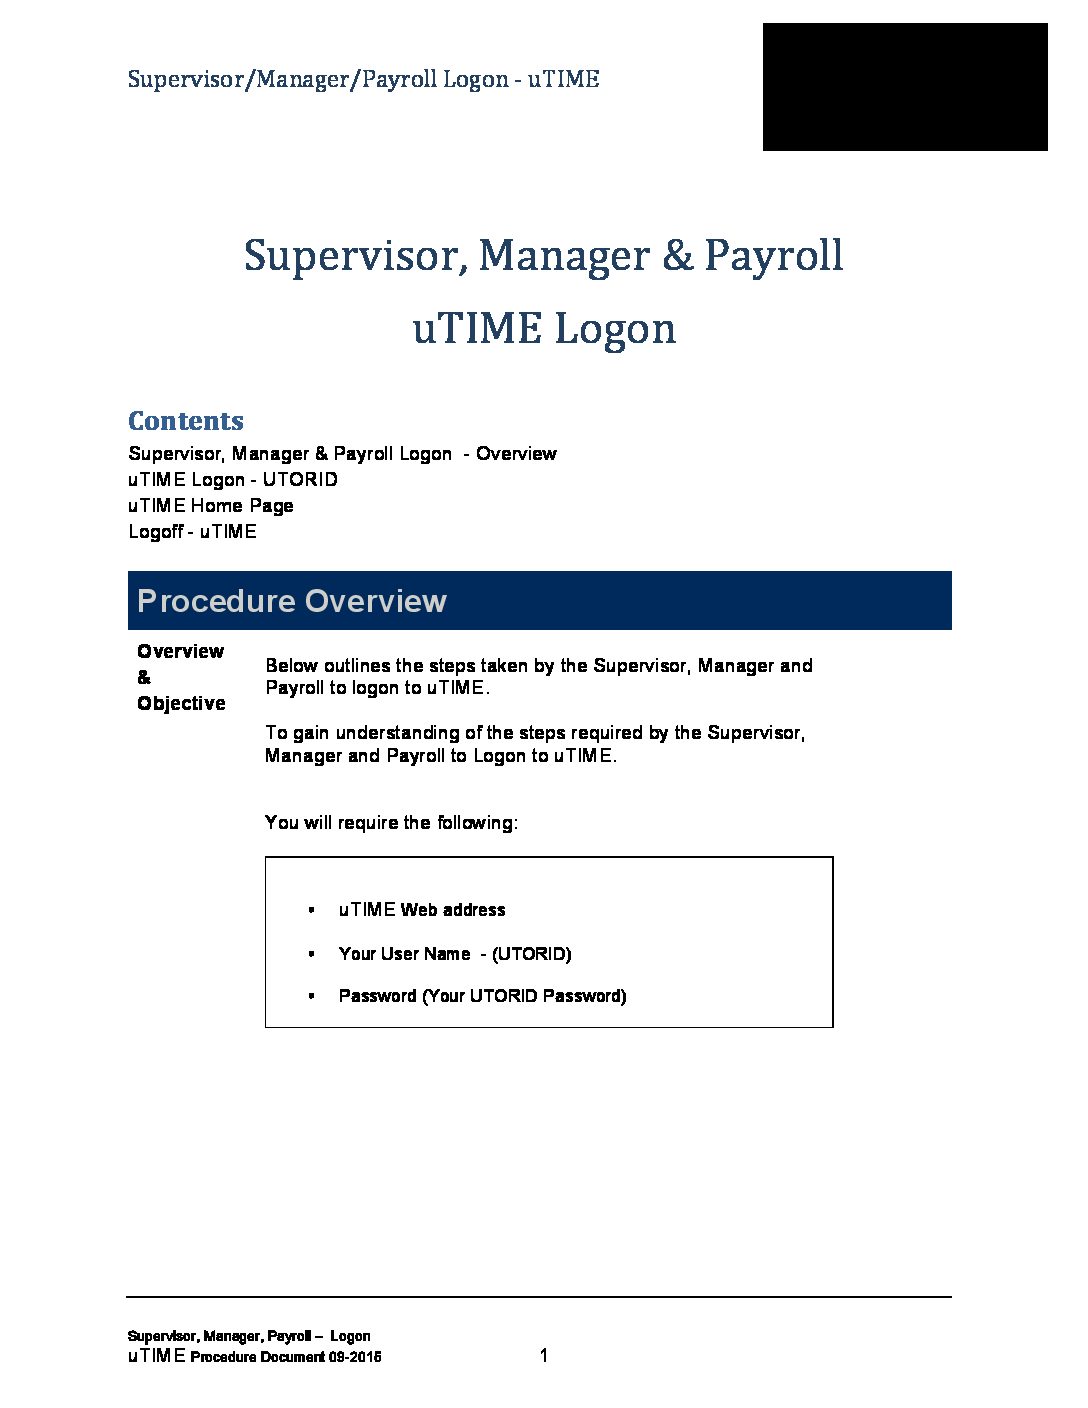 Supervisor/Manager/Payroll Logon - uTIME
Supervisor, Manager & Payroll
uTIME Logon
Contents
Supervisor, Manager & Payroll Logon - Overview
uTIME Logon - UTORID
uTIME Home Page
Logoff - uTIME
Procedure Overview
Overview
&
Objective
Below outlines the steps taken by the Supervisor, Manager and
Payroll to logon to uTIME.
To gain understanding of the steps required by the Supervisor,
Manager and Payroll to Logon to uTIME.
You will require the following:
▪ uTIME Web address
▪ Your User Name - (UTORID)
▪ Password (Your UTORID Password)
Supervisor, Manager, Payroll – Logon
uTIME Procedure Document 09-2015 1